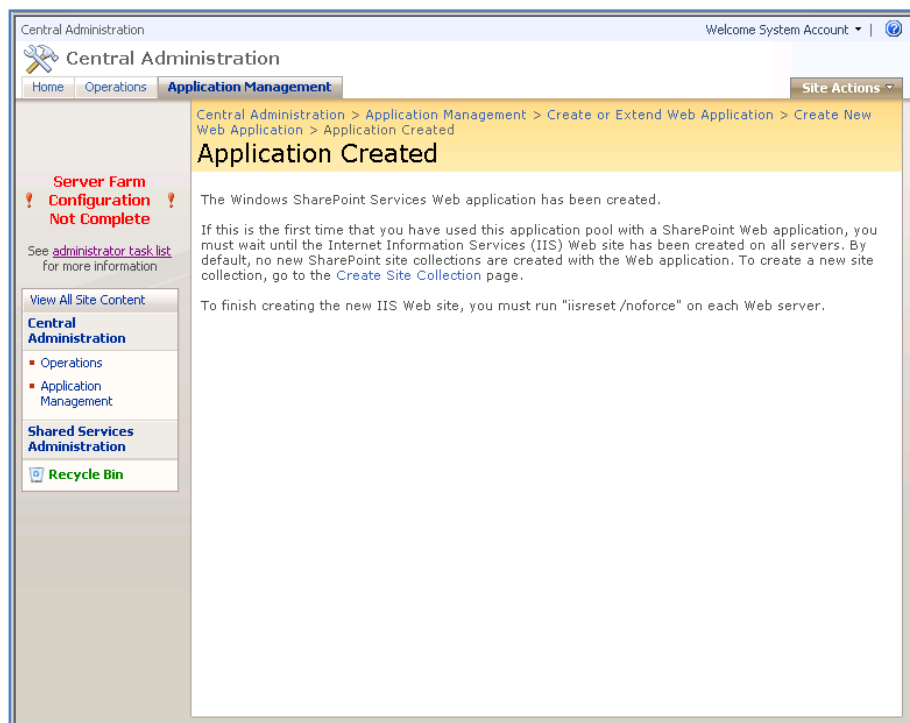 Central Administration
Welcome System Account
Central Administration
Home Operations Application Management
Site Actions
Central Administration > Application Management > Create or Extend Web Application > Create New
Web Application > Application Created
Application Created
Server Farm
! Configuration !
Not Complete
See administrator task list
for more information
View All Site Content
Central
Administration
Operations
Application
Management
Shared Services
Administration
Recycle Bin
The Windows SharePoint Services Web application has been created.
If this is the first time that you have used this application pool with a SharePoint Web application, you
must wait until the Internet Information Services (IIS) Web site has been created on all servers. By
default, no new SharePoint site collections are created with the Web application. To create a new site
collection, go to the Create Site Collection page.
To finish creating the new IIS Web site, you must run "iisreset /noforce" on each Web server.